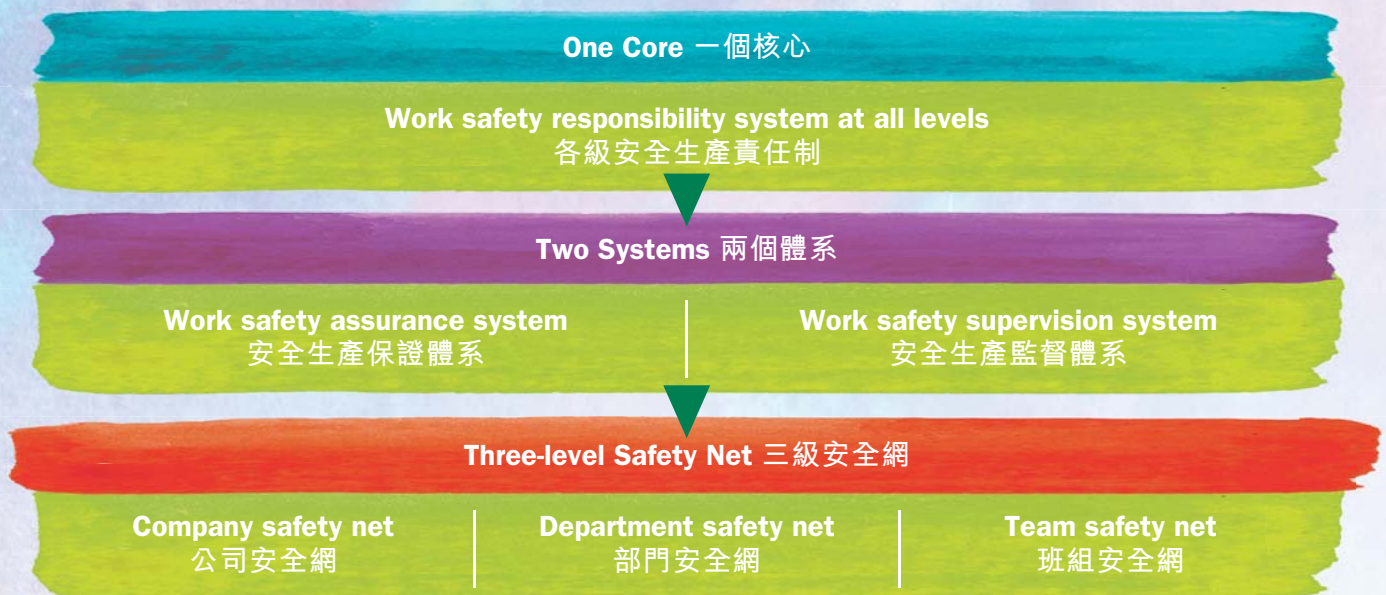 One Core 一個核心
Work safety responsibility system at all levels
各級安全生產責任制
Two Systems 兩個體系
Work safety assurance system
安全生產保證體系
Work safety supervision system
安全生產監督體系
Three-level Safety Net 三級安全網
Company safety net
公司安全網
Department safety net
部門安全網
Team safety net
班組安全網